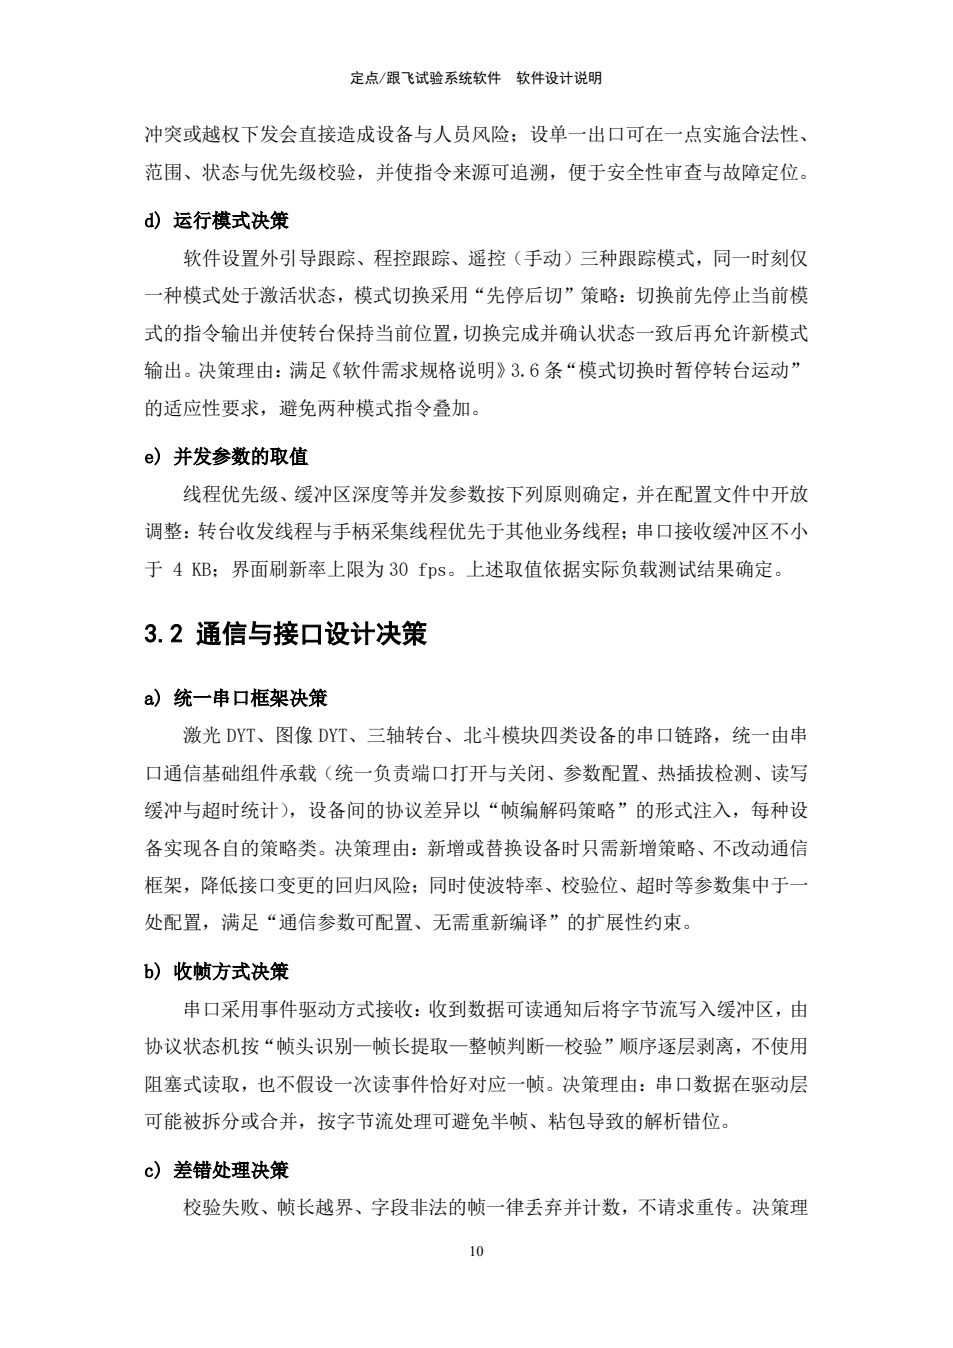 定点/跟飞试验系统软件　软件设计说明
冲突或越权下发会直接造成设备与人员风险；设单一出口可在一点实施合法性、
范围、状态与优先级校验，并使指令来源可追溯，便于安全性审查与故障定位。
d）运行模式决策
软件设置外引导跟踪、程控跟踪、遥控（手动）三种跟踪模式，同一时刻仅
一种模式处于激活状态，模式切换采用“先停后切”策略：切换前先停止当前模
式的指令输出并使转台保持当前位置，切换完成并确认状态一致后再允许新模式
输出。决策理由：满足《软件需求规格说明》3.6 条“模式切换时暂停转台运动”
的适应性要求，避免两种模式指令叠加。
e）并发参数的取值
线程优先级、缓冲区深度等并发参数按下列原则确定，并在配置文件中开放
调整：转台收发线程与手柄采集线程优先于其他业务线程；串口接收缓冲区不小
于 4 KB；界面刷新率上限为 30 fps。上述取值依据实际负载测试结果确定。
3.2 通信与接口设计决策
a）统一串口框架决策
激光 DYT、图像 DYT、三轴转台、北斗模块四类设备的串口链路，统一由串
口通信基础组件承载（统一负责端口打开与关闭、参数配置、热插拔检测、读写
缓冲与超时统计），设备间的协议差异以“帧编解码策略”的形式注入，每种设
备实现各自的策略类。决策理由：新增或替换设备时只需新增策略、不改动通信
框架，降低接口变更的回归风险；同时使波特率、校验位、超时等参数集中于一
处配置，满足“通信参数可配置、无需重新编译”的扩展性约束。
b）收帧方式决策
串口采用事件驱动方式接收：收到数据可读通知后将字节流写入缓冲区，由
协议状态机按“帧头识别—帧长提取—整帧判断—校验”顺序逐层剥离，不使用
阻塞式读取，也不假设一次读事件恰好对应一帧。决策理由：串口数据在驱动层
可能被拆分或合并，按字节流处理可避免半帧、粘包导致的解析错位。
c）差错处理决策
校验失败、帧长越界、字段非法的帧一律丢弃并计数，不请求重传。决策理
10